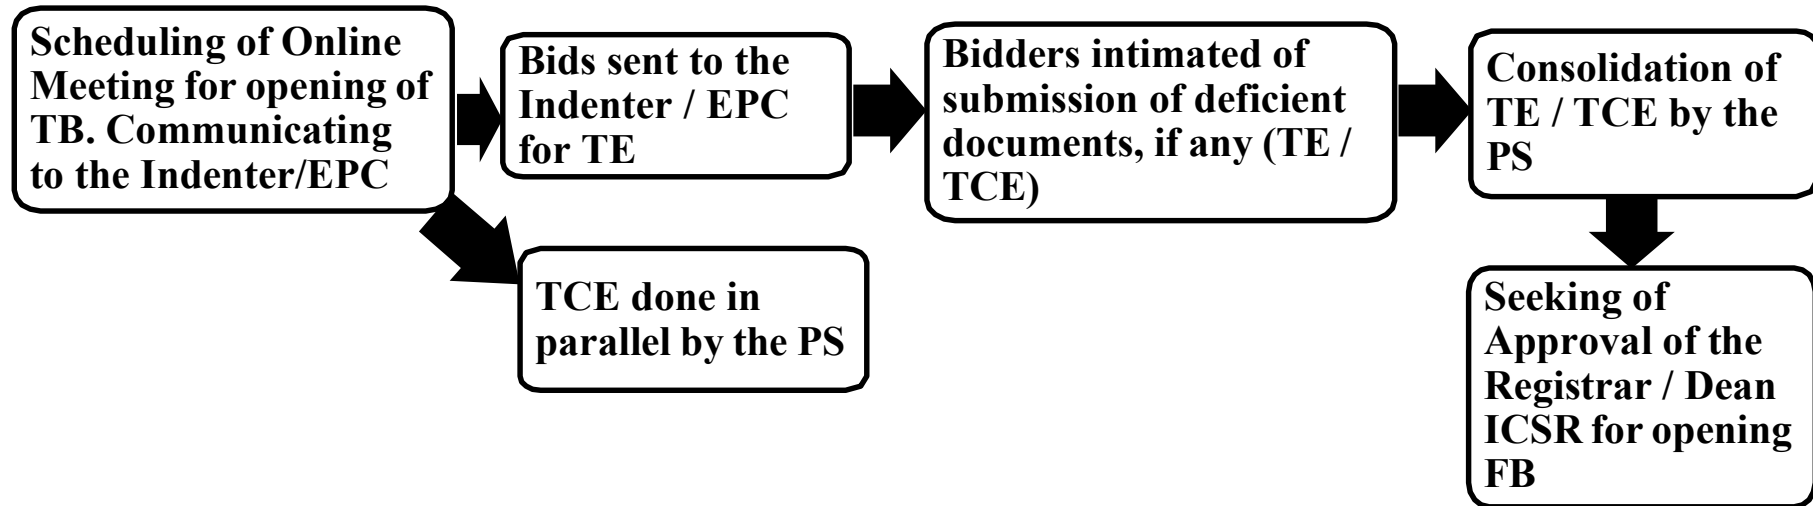 Scheduling of Online
Meeting for opening of
TB. Communicating
to the Indenter/EPC
Bids sent to the
Indenter / EPC
for TE
Bidders intimated of
submission of deficient
documents, if any (TE /
TCE)
Consolidation of
TE / TCE by the
PS
TCE done in
parallel by the PS
Seeking of
Approval of the
Registrar / Dean
ICSR for opening
FB